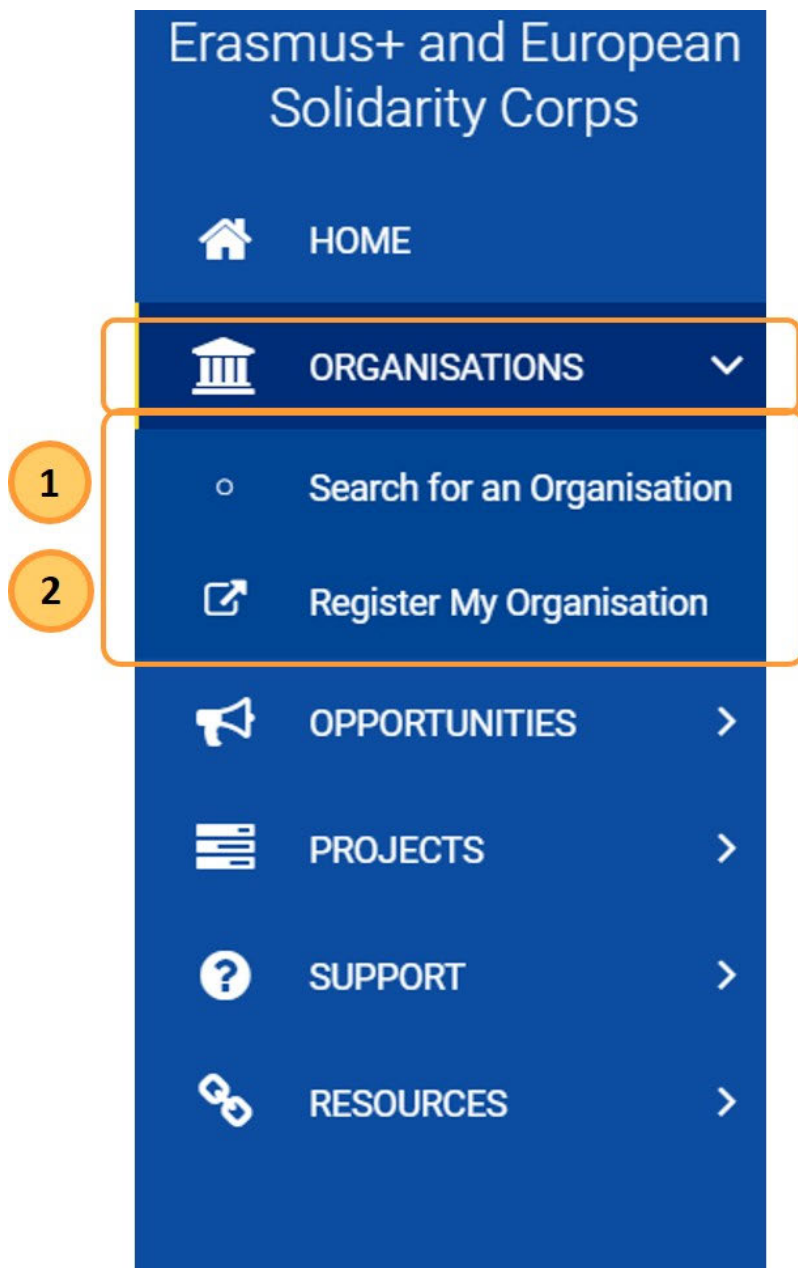 Erasmus+ and European
Solidarity Corps
HOME
ORGANISATIONS
1
Search for an Organisation
2
Register My Organisation
OPPORTUNITIES
PROJECTS
SUPPORT
RESOURCES